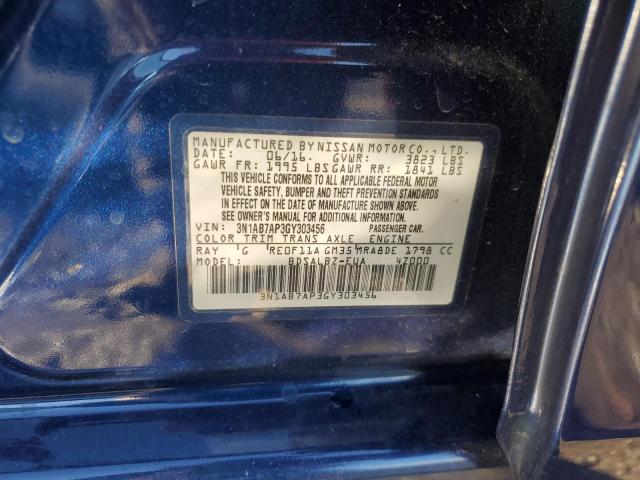 MANUFACTURED BY NISSAN MOTOR CO., LTD.
DATE: 06/16. GVWR: 3823 LBS
GAWR FR: 1995 LBS GAWR RR: 1841 LBS
THIS VEHICLE CONFORMS TO ALL APPLICABLE FEDERAL MOTOR
VEHICLE SAFETY, BUMPER AND THEFT PREVENTION STANDARDS
IN EFFECT ON THE DATE OF MANUFACTURE SHOWN ABOVE.
SEE OWNER'S MANUAL FOR ADDITIONAL INFORMATION.
VIN: 3N1AB7AP3GY303456 PASSENGER CAR.
COLOR TRIM TRANS AXLE ENGINE
RAY G RE0F11A GM35 MRA8DE 1798 CC
MODEL: BDSALBZ-EUA 4Z000
3N1AB7AP3GY303456